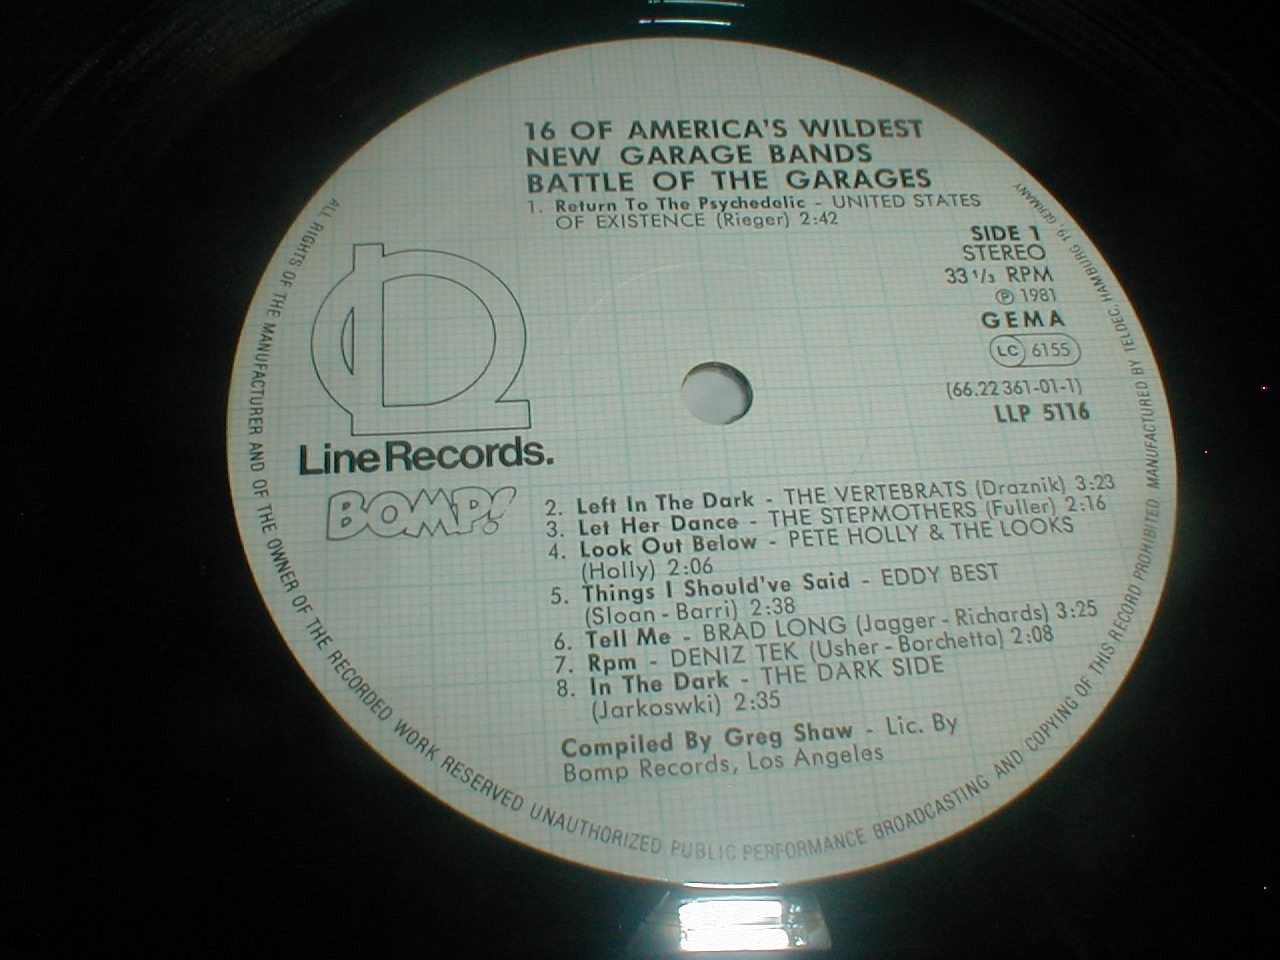 16 OF AMERICA'S WILDEST
NEW GARAGE BANDS
BATTLE OF THE GARAGES
1. Return To The Psychedelic - UNITED STATES
OF EXISTENCE (Rieger) 2:42
SIDE 1
STEREO
33 1/3 RPM
℗ 1981
GEMA
LC 6155
(66.22 361-01-1)
LLP 5116
Line Records.
BOMP!
2. Left In The Dark - THE VERTEBRATS (Draznik) 3:23
3. Let Her Dance - THE STEPMOTHERS (Fuller) 2:16
4. Look Out Below - PETE HOLLY & THE LOOKS
(Holly) 2:06
5. Things I Should've Said - EDDY BEST
(Sloan - Barri) 2:38
6. Tell Me - BRAD LONG (Jagger - Richards) 3:25
7. Rpm - DENIZ TEK (Usher - Borchetta) 2:08
8. In The Dark - THE DARK SIDE
(Jarkoswki) 2:35
Compiled By Greg Shaw - Lic. By
Bomp Records, Los Angeles
ALL RIGHTS OF THE MANUFACTURER AND OF THE OWNER OF THE RECORDED WORK RESERVED UNAUTHORIZED PUBLIC PERFORMANCE BROADCASTING AND COPYING OF THIS RECORD PROHIBITED MANUFACTURED BY TELDEC, HAMBURG 19, GERMANY